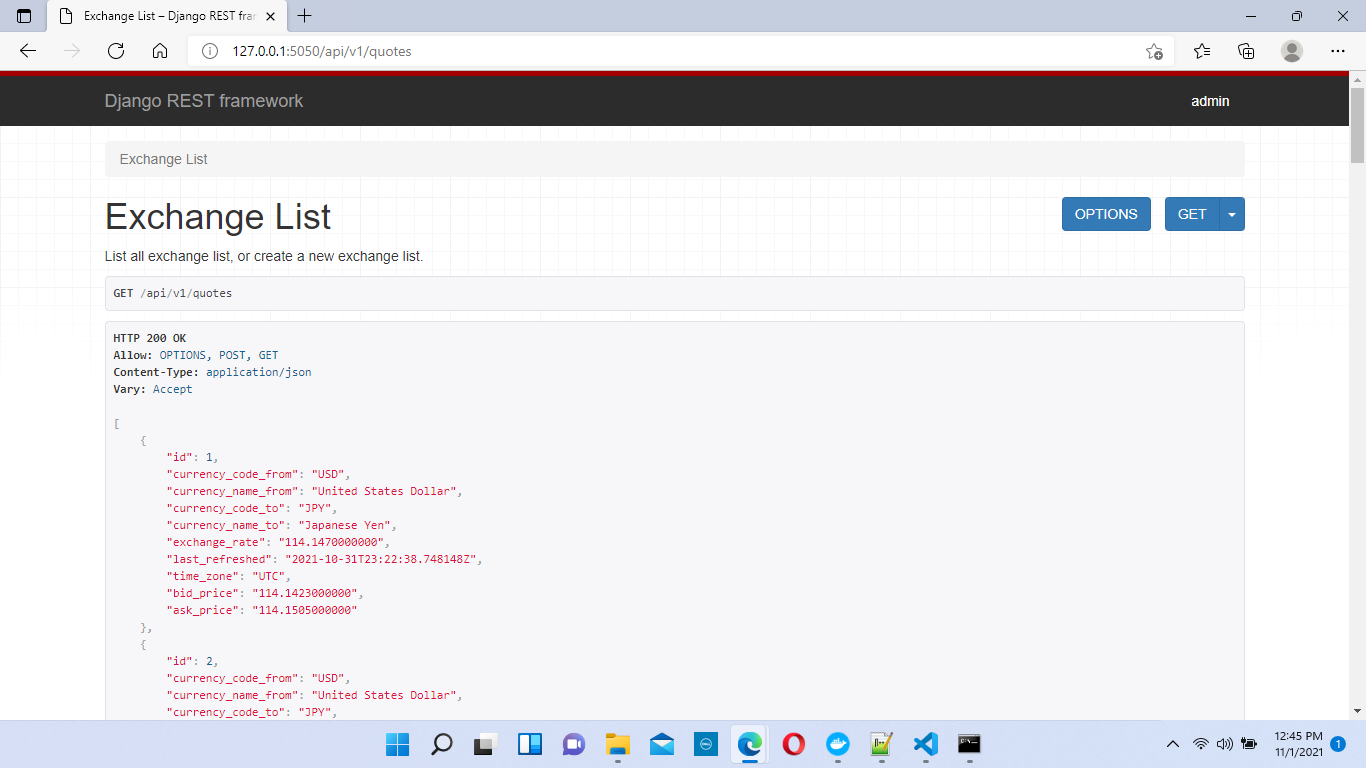 Exchange List – Django REST fra
127.0.0.1:5050/api/v1/quotes
Django REST framework
admin
Exchange List
Exchange List
OPTIONS
GET
List all exchange list, or create a new exchange list.
GET /api/v1/quotes
HTTP 200 OK
Allow: OPTIONS, POST, GET
Content-Type: application/json
Vary: Accept
[
{
"id": 1,
"currency_code_from": "USD",
"currency_name_from": "United States Dollar",
"currency_code_to": "JPY",
"currency_name_to": "Japanese Yen",
"exchange_rate": "114.1470000000",
"last_refreshed": "2021-10-31T23:22:38.748148Z",
"time_zone": "UTC",
"bid_price": "114.1423000000",
"ask_price": "114.1505000000"
},
{
"id": 2,
"currency_code_from": "USD",
"currency_name_from": "United States Dollar",
"currency_code_to": "JPY",
12:45 PM
11/1/2021
1